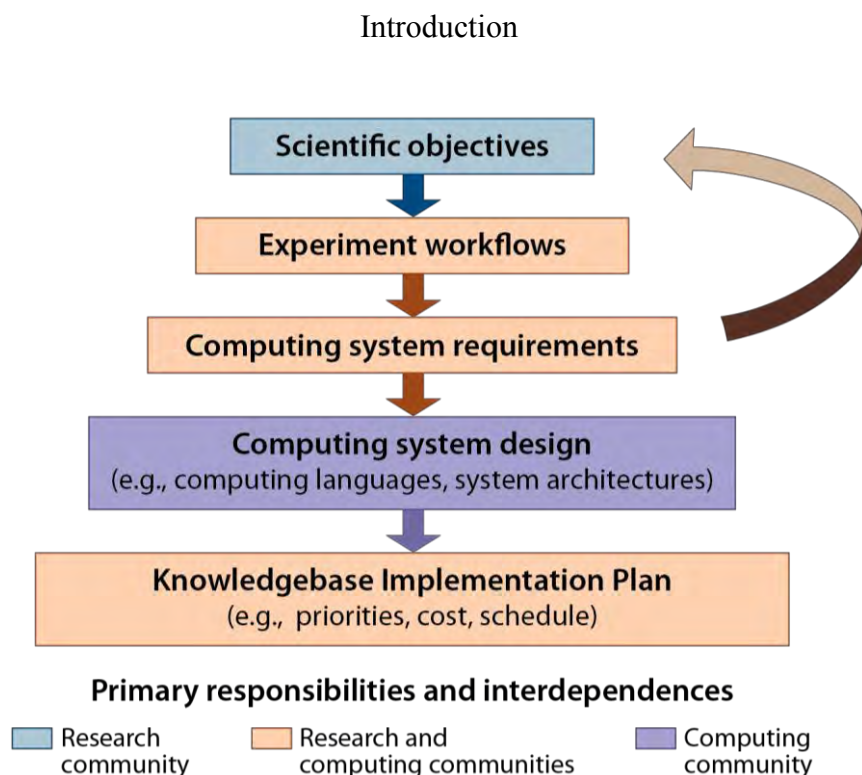 Introduction
Scientific objectives
Experiment workflows
Computing system requirements
Computing system design
(e.g., computing languages, system architectures)
Knowledgebase Implementation Plan
(e.g., priorities, cost, schedule)
Primary responsibilities and interdependences
Research
community
Research and
computing communities
Computing
community